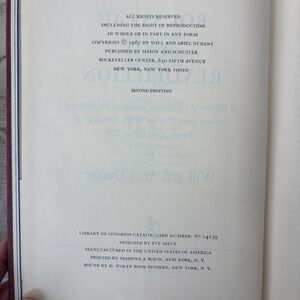 ALL RIGHTS RESERVED
INCLUDING THE RIGHT OF REPRODUCTION
IN WHOLE OR IN PART IN ANY FORM
COPYRIGHT © 1967 BY WILL AND ARIEL DURANT
PUBLISHED BY SIMON AND SCHUSTER
ROCKEFELLER CENTER, 630 FIFTH AVENUE
NEW YORK, NEW YORK 10020
SECOND PRINTING
LIBRARY OF CONGRESS CATALOG CARD NUMBER: 67-14239
DESIGNED BY EVE METZ
MANUFACTURED IN THE UNITED STATES OF AMERICA
PRINTED BY MAHONY & ROESE, NEW YORK, N. Y.
BOUND BY H. WOLFF BOOK BINDERY, NEW YORK, N. Y.